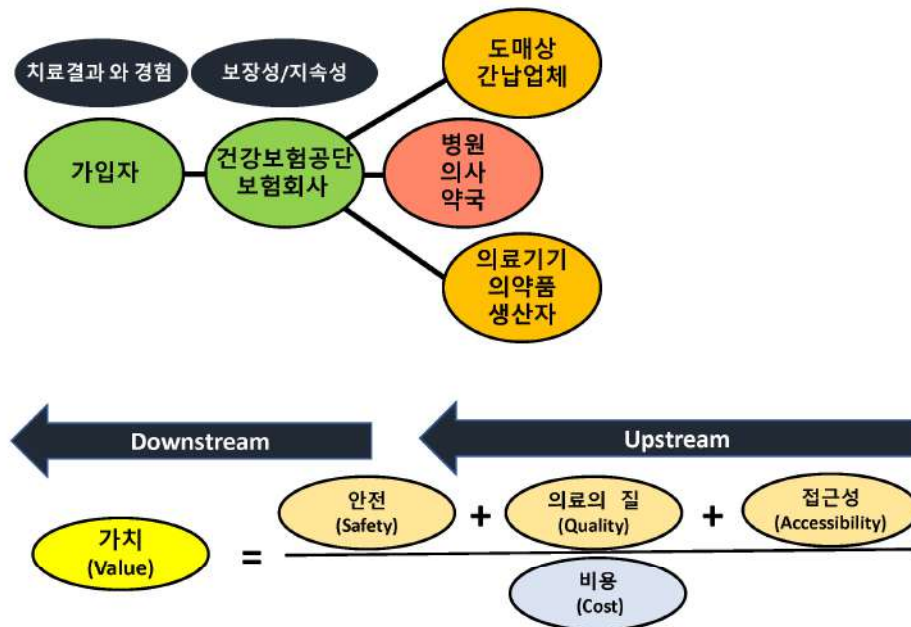 도매상
간납업체
치료결과 와 경험
보장성/지속성
가입자
건강보험공단
보험회사
병원
의사
약국
의료기기
의약품
생산자
Downstream
Upstream
가치
(Value)
=
안전
(Safety)
+
의료의 질
(Quality)
+
접근성
(Accessibility)
비용
(Cost)